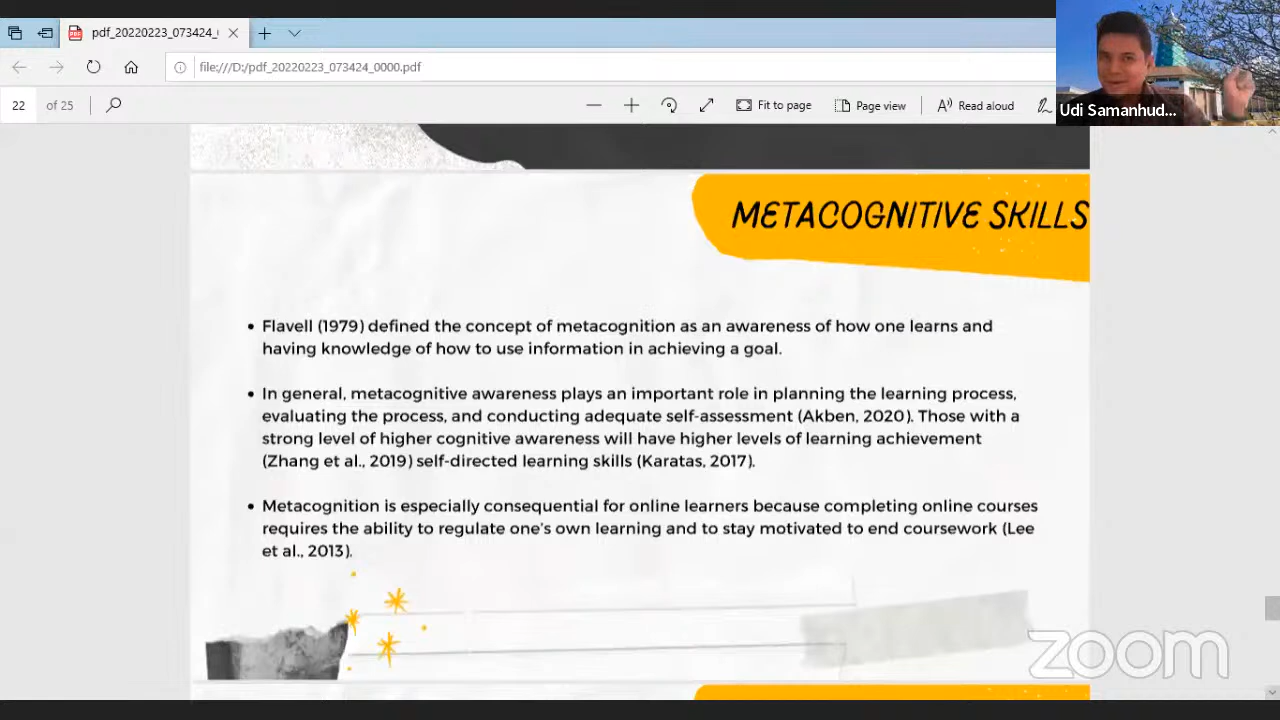 pdf_20220223_073424_(
file:///D:/pdf_20220223_073424_0000.pdf
22 of 25
Fit to page
Page view
Read aloud
Udi Samanhud...
METACOGNITIVE SKILLS
• Flavell (1979) defined the concept of metacognition as an awareness of how one learns and
having knowledge of how to use information in achieving a goal.
• In general, metacognitive awareness plays an important role in planning the learning process,
evaluating the process, and conducting adequate self-assessment (Akben, 2020). Those with a
strong level of higher cognitive awareness will have higher levels of learning achievement
(Zhang et al., 2019) self-directed learning skills (Karatas, 2017).
• Metacognition is especially consequential for online learners because completing online courses
requires the ability to regulate one's own learning and to stay motivated to end coursework (Lee
et al., 2013).
zoom